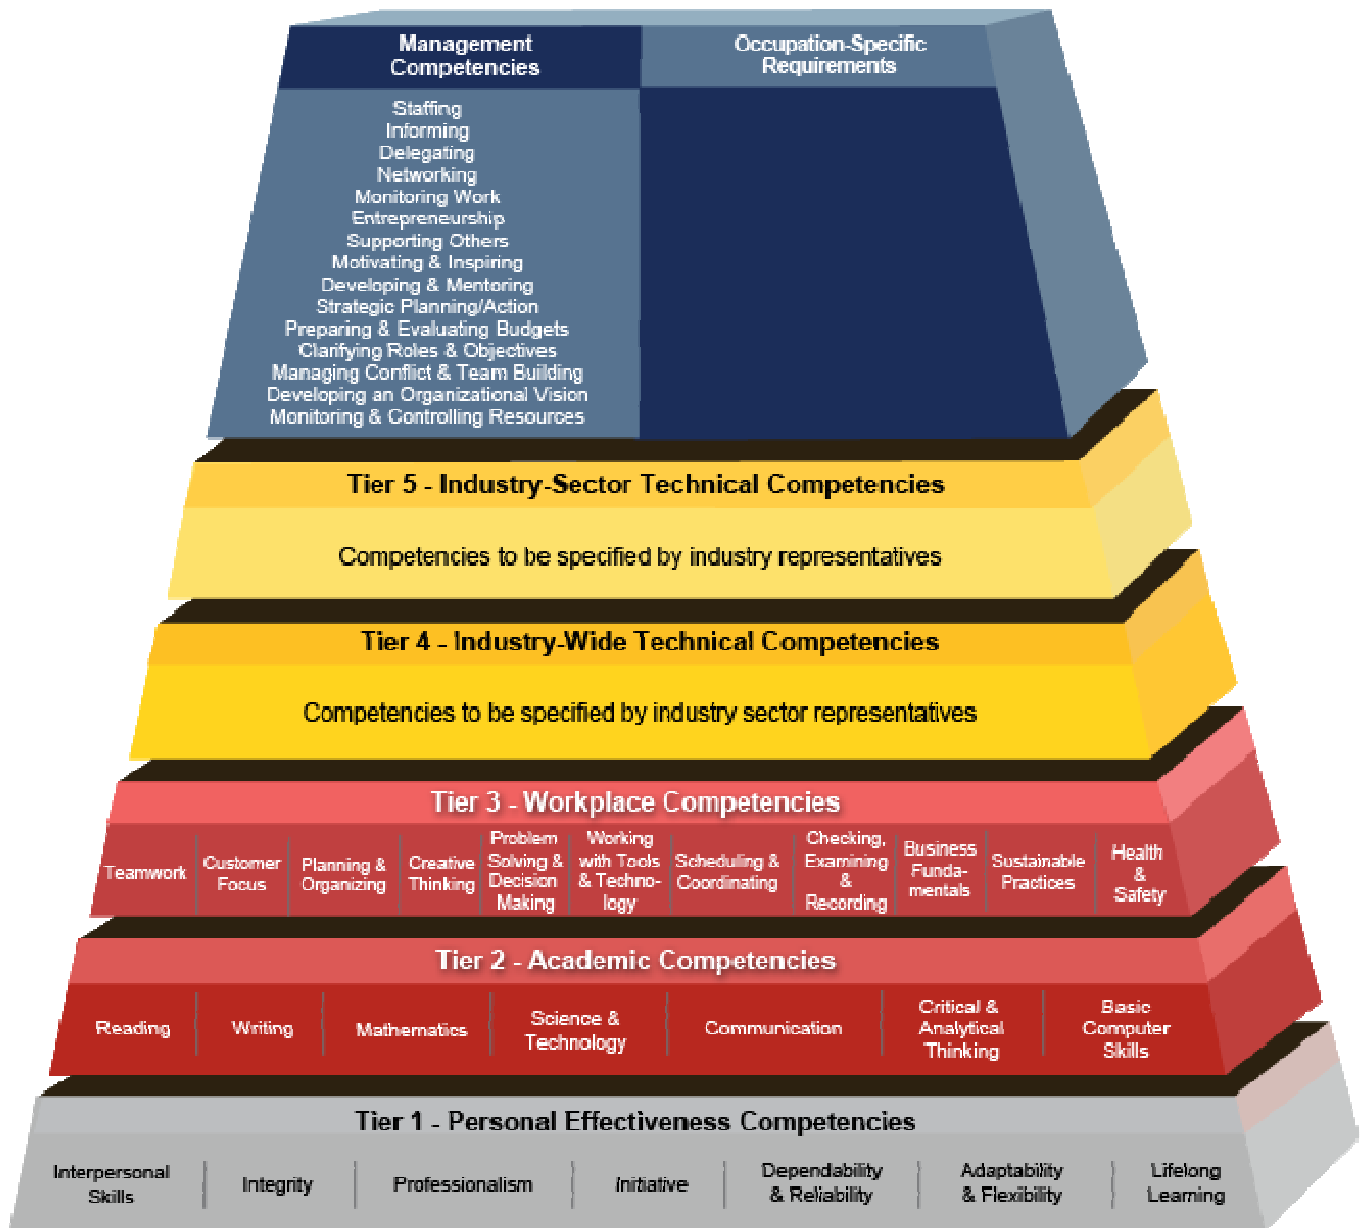 Management
Competencies
Occupation-Specific
Requirements
Staffing
Informing
Delegating
Networking
Monitoring Work
Entrepreneurship
Supporting Others
Motivating & Inspiring
Developing & Mentoring
Strategic Planning/Action
Preparing & Evaluating Budgets
Clarifying Roles & Objectives
Managing Conflict & Team Building
Developing an Organizational Vision
Monitoring & Controlling Resources
Tier 5 - Industry-Sector Technical Competencies
Competencies to be specified by industry representatives
Tier 4 - Industry-Wide Technical Competencies
Competencies to be specified by industry sector representatives
Tier 3 - Workplace Competencies
Teamwork
Customer
Focus
Planning &
Organizing
Creative
Thinking
Problem
Solving &
Decision
Making
Working
with Tools
& Techno-
logy
Scheduling &
Coordinating
Checking,
Examining
&
Recording
Business
Funda-
mentals
Sustainable
Practices
Health
&
Safety
Tier 2 - Academic Competencies
Reading
Writing
Mathematics
Science &
Technology
Communication
Critical &
Analytical
Thinking
Basic
Computer
Skills
Tier 1 - Personal Effectiveness Competencies
Interpersonal
Skills
Integrity
Professionalism
Initiative
Dependability
& Reliability
Adaptability
& Flexibility
Lifelong
Learning